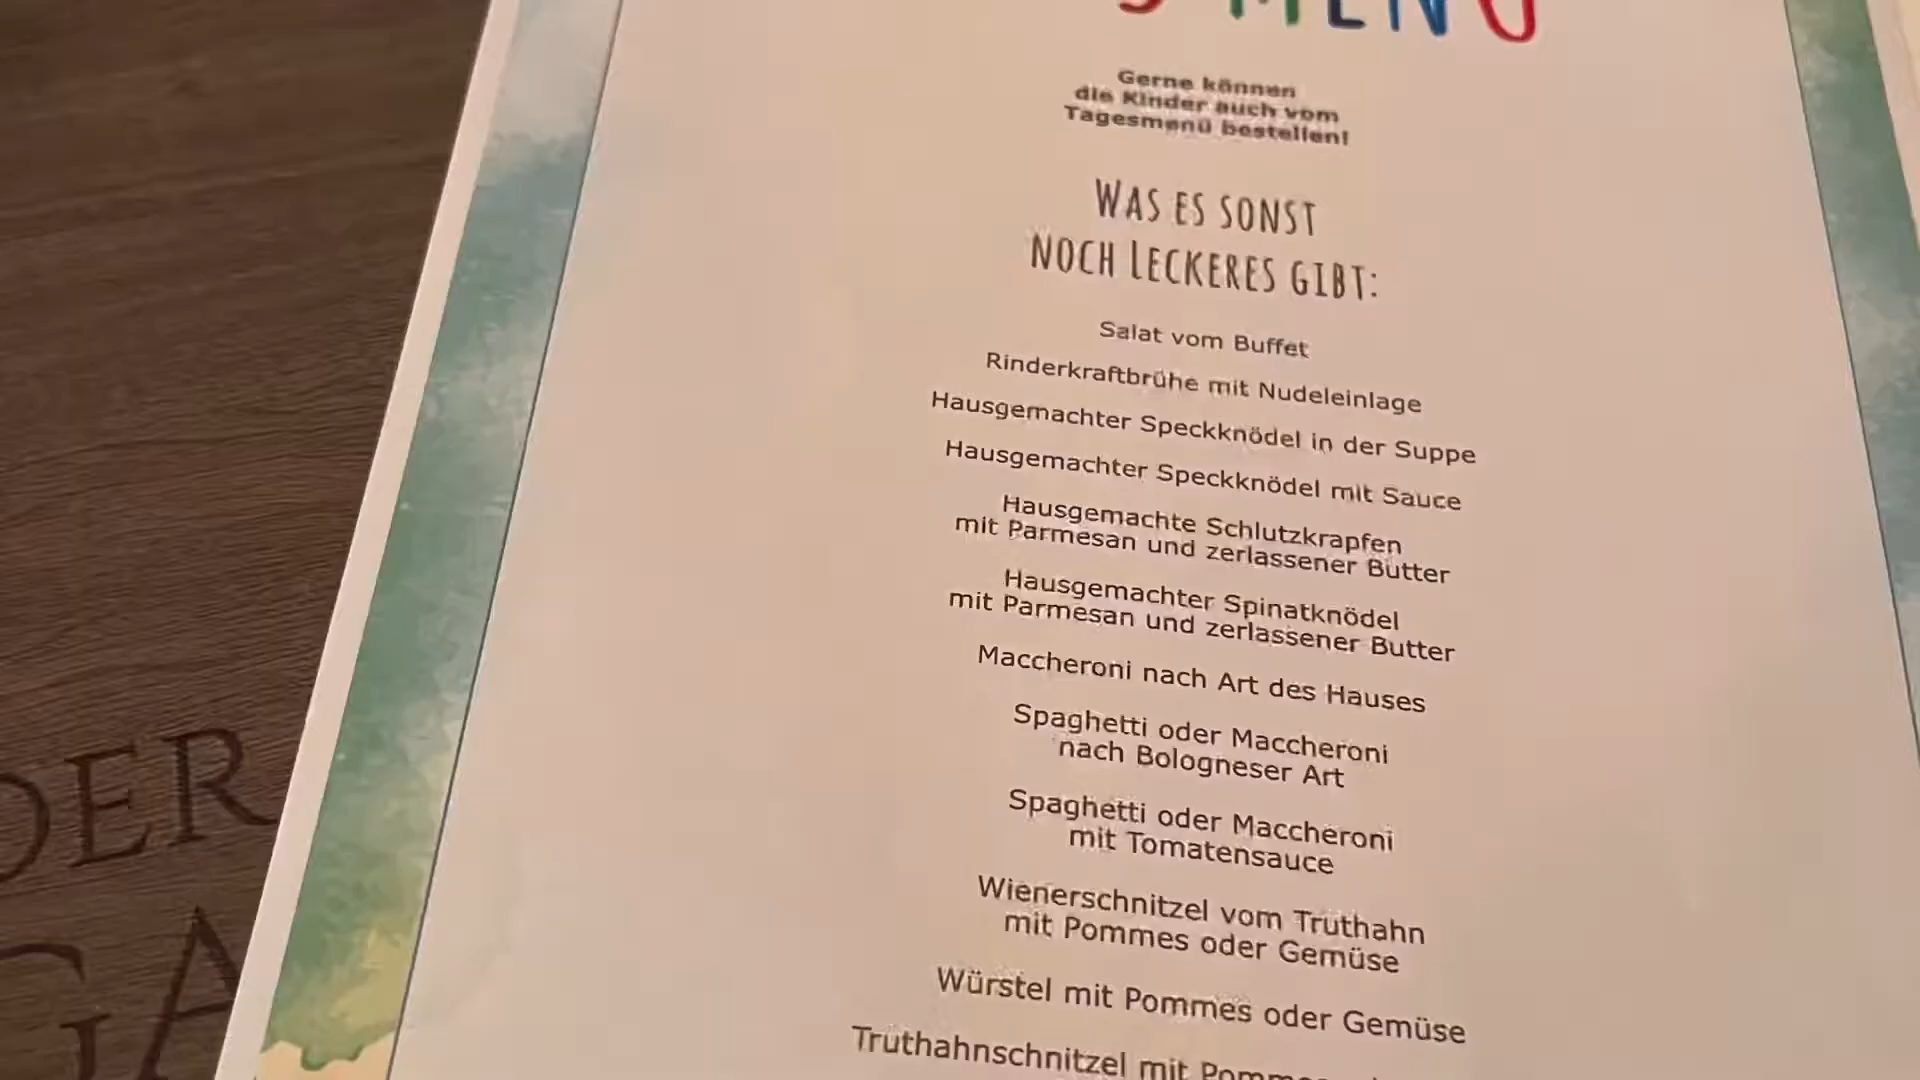 MENÜ
Gerne können
die Kinder auch vom
Tagesmenü bestellen!
WAS ES SONST
NOCH LECKERES GIBT:
Salat vom Buffet
Rinderkraftbrühe mit Nudeleinlage
Hausgemachter Speckknödel in der Suppe
Hausgemachter Speckknödel mit Sauce
Hausgemachte Schlutzkrapfen
mit Parmesan und zerlassener Butter
Hausgemachter Spinatknödel
mit Parmesan und zerlassener Butter
Maccheroni nach Art des Hauses
Spaghetti oder Maccheroni
nach Bologneser Art
Spaghetti oder Maccheroni
mit Tomatensauce
Wienerschnitzel vom Truthahn
mit Pommes oder Gemüse
Würstel mit Pommes oder Gemüse
Truthahnschnitzel mit
DER